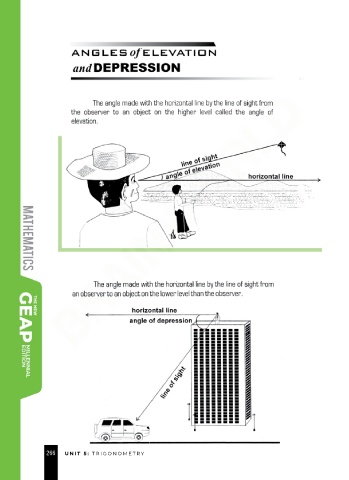 ANGLES of ELEVATION
and DEPRESSION
The angle made with the horizontal line by the line of sight from
the observer to an object on the higher level called the angle of
elevation.
line of sight
angle of elevation
horizontal line
MATHEMATICS
THE NEW
GEAP
MILLENNIAL
EDITION
The angle made with the horizontal line by the line of sight from
an observer to an object on the lower level than the observer.
horizontal line
angle of depression
line of sight
266 UNIT 5: TRIGONOMETRY